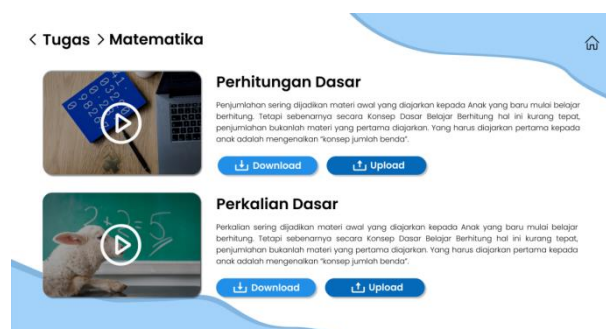 < Tugas > Matematika
Perhitungan Dasar
Penjumlahan sering dijadikan materi awal yang diajarkan kepada Anak yang baru mulai belajar
berhitung. Tetapi sebenarnya secara Konsep Dasar Belajar Berhitung hal ini kurang tepat,
penjumlahan bukanlah materi yang pertama diajarkan. Yang harus diajarkan pertama kepada
anak adalah mengenalkan "konsep jumlah benda".
Download Upload
2+2=5
Perkalian Dasar
Perkalian sering dijadikan materi awal yang diajarkan kepada Anak yang baru mulai belajar
berhitung. Tetapi sebenarnya secara Konsep Dasar Belajar Berhitung hal ini kurang tepat,
penjumlahan bukanlah materi yang pertama diajarkan. Yang harus diajarkan pertama kepada
anak adalah mengenalkan "konsep jumlah benda".
Download Upload